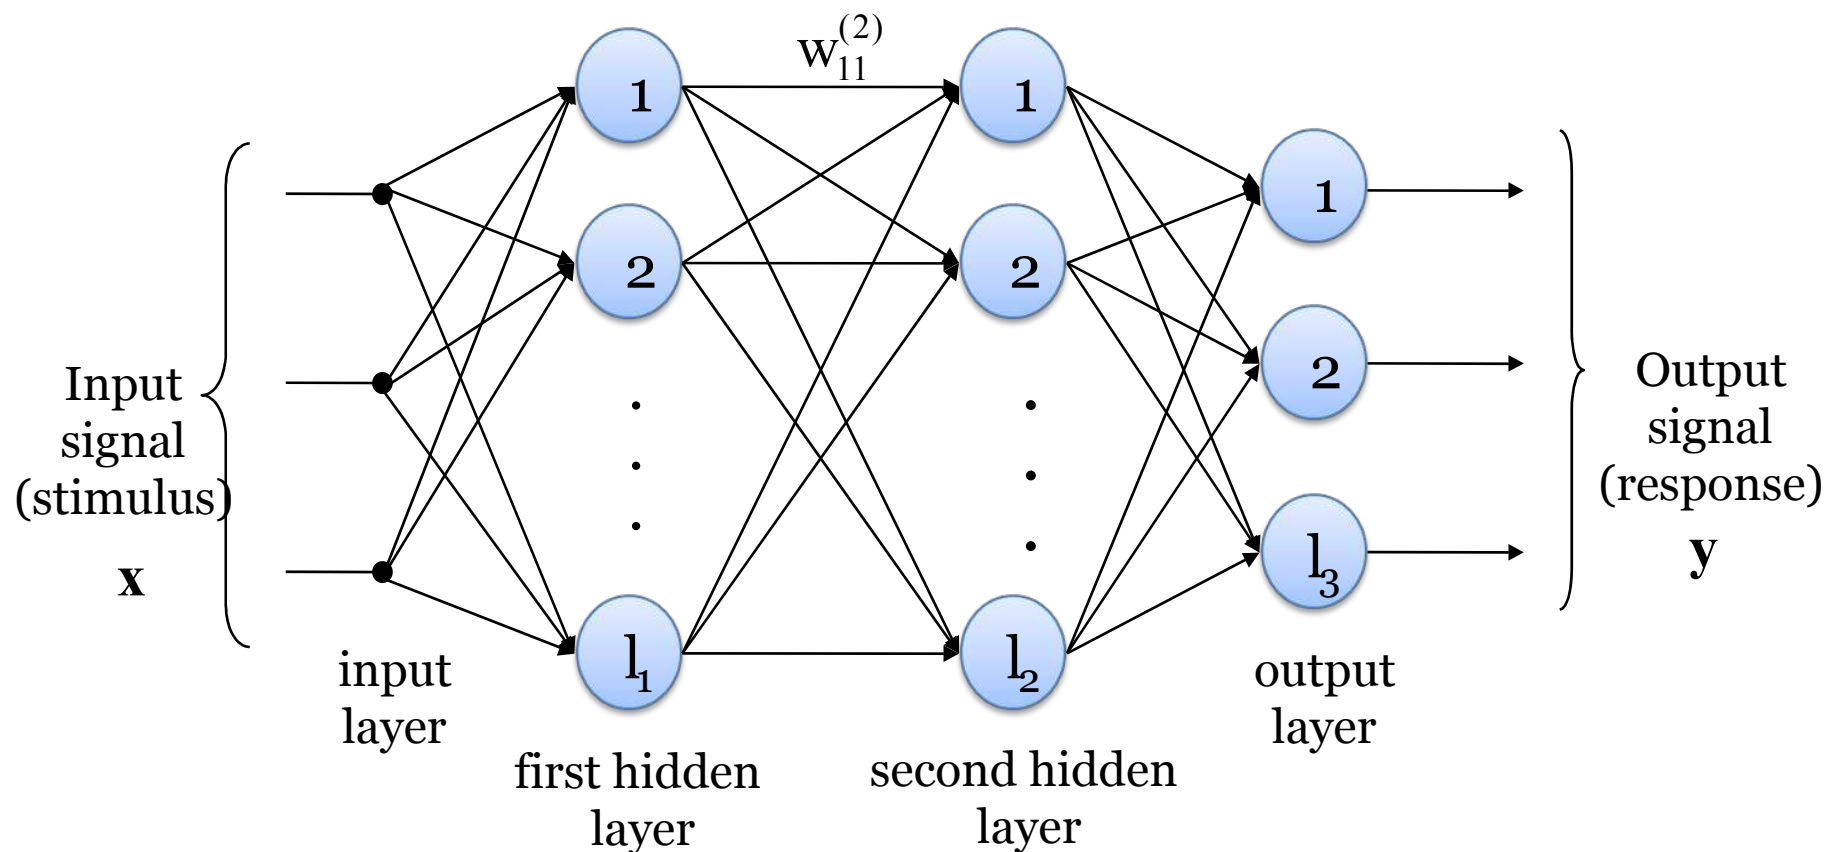 w₁₁⁽²⁾
1
1
1
2
2
2
Input
signal
(stimulus)
x
Output
signal
(response)
y
l₁
l₂
l₃
input
layer
first hidden
layer
second hidden
layer
output
layer